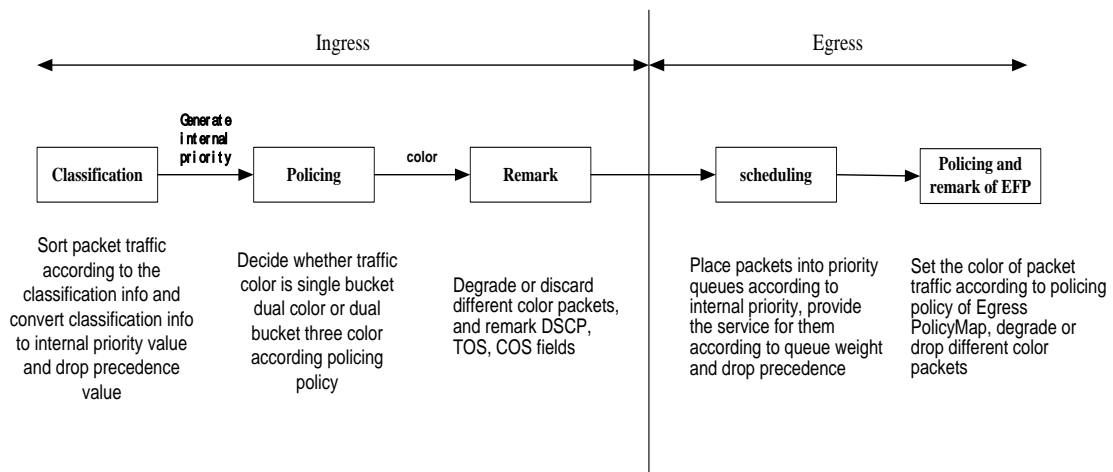 Ingress
Egress
Generate
internal
priority
color
Classification
Policing
Remark
scheduling
Policing and
remark of EFP
Sort packet traffic
according to the
classification info and
convert classification info
to internal priority value
and drop precedence
value
Decide whether traffic
color is single bucket
dual color or dual
bucket three color
according policing
policy
Degrade or discard
different color packets,
and remark DSCP,
TOS, COS fields
Place packets into priority
queues according to
internal priority, provide
the service for them
according to queue weight
and drop precedence
Set the color of packet
traffic according to policing
policy of Egress
PolicyMap, degrade or
drop different color
packets